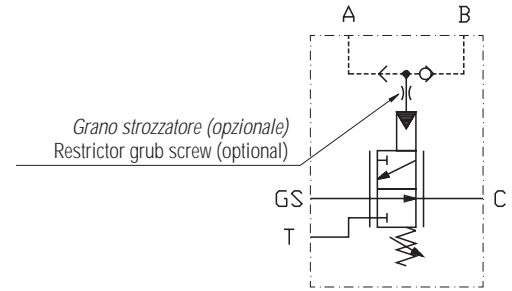 A B
Grano strozzatore (opzionale)
Restrictor grub screw (optional)
GS C
T